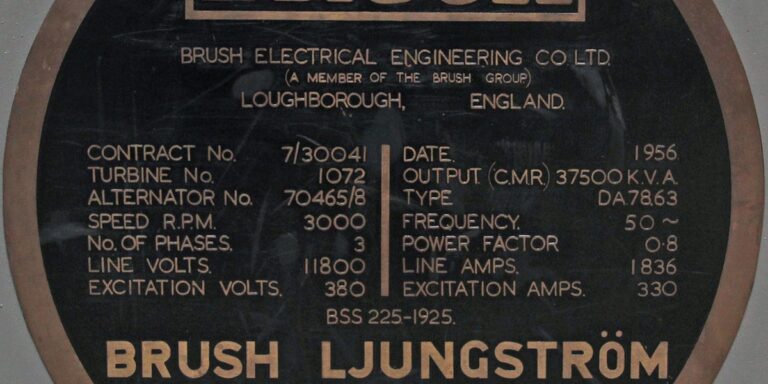 BRUSH ELECTRICAL ENGINEERING CO LTD.
(A MEMBER OF THE BRUSH GROUP)
LOUGHBOROUGH, ENGLAND.
CONTRACT No. 7/30041
TURBINE No. 1072
ALTERNATOR No. 70465/8
SPEED R.P.M. 3000
No. OF PHASES. 3
LINE VOLTS. 11800
EXCITATION VOLTS. 380
DATE. 1956
OUTPUT (C.M.R.) 37500 K.V.A.
TYPE DA.78.63
FREQUENCY. 50 ~
POWER FACTOR 0·8
LINE AMPS. 1836
EXCITATION AMPS. 330
BSS 225-1925.
BRUSH LJUNGSTRÖM